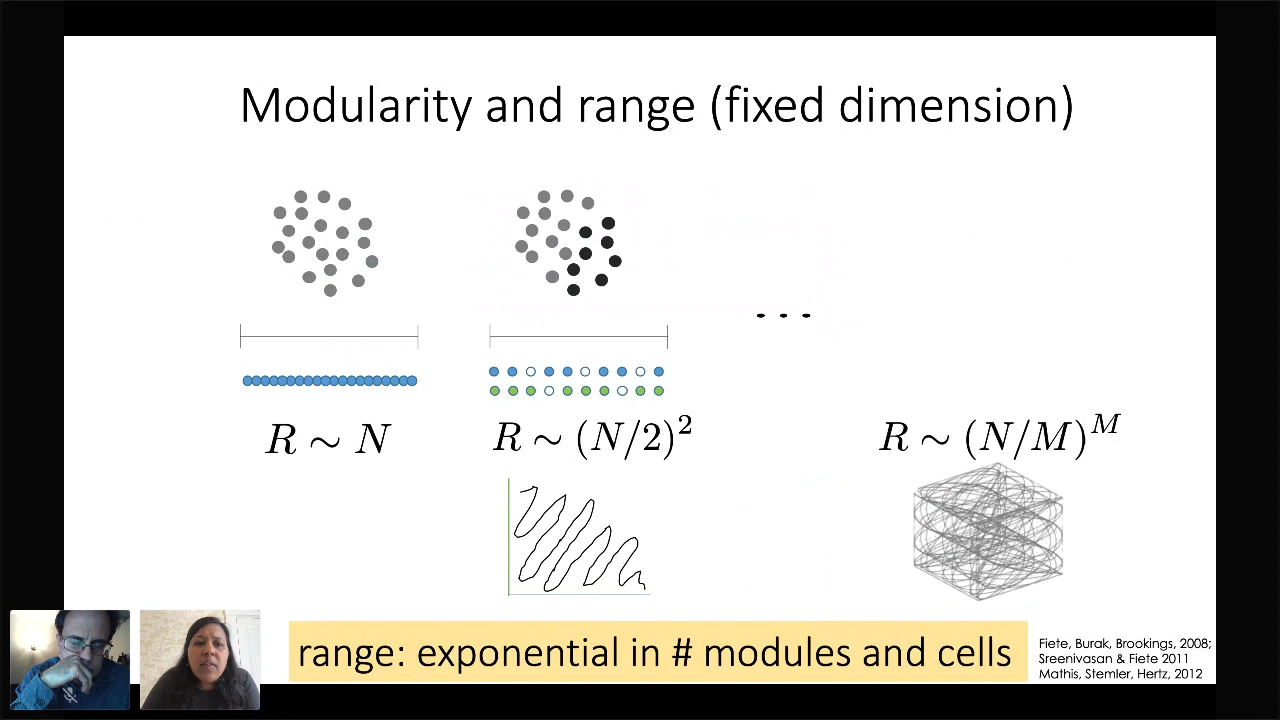 Modularity and range (fixed dimension)
. . .
R ∼ N
R ∼ (N/2)²
R ∼ (N/M)ᴹ
range: exponential in # modules and cells
Fiete, Burak, Brookings, 2008;
Sreenivasan & Fiete 2011
Mathis, Stemler, Hertz, 2012